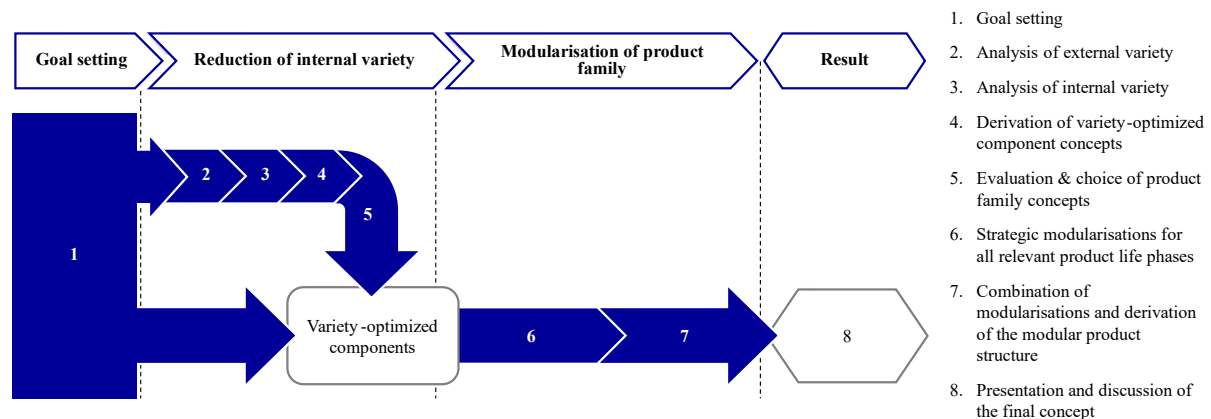 Goal setting
Reduction of internal variety
Modularisation of product
family
Result
1
2
3
4
5
Variety-optimized
components
6
7
8
1. Goal setting
2. Analysis of external variety
3. Analysis of internal variety
4. Derivation of variety-optimized
component concepts
5. Evaluation & choice of product
family concepts
6. Strategic modularisations for
all relevant product life phases
7. Combination of
modularisations and derivation
of the modular product
structure
8. Presentation and discussion of
the final concept